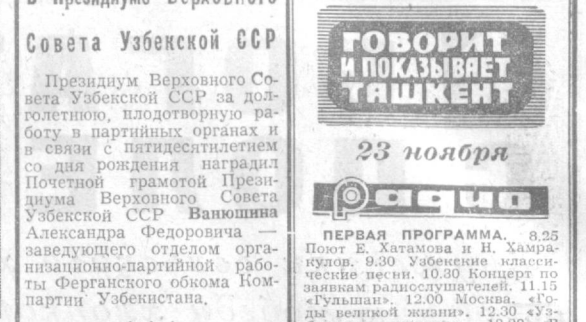 В Президиуме Верховного
Совета Узбекской ССР
Президиум Верховного Со-
вета Узбекской ССР за дол-
голетнюю, плодотворную ра-
боту в партийных органах и
в связи с пятидесятилетием
со дня рождения наградил
Почетной грамотой Прези-
диума Верховного Совета
Узбекской ССР Ванюшина
Александра Федоровича —
заведующего отделом орга-
низационно-партийной рабо-
ты Ферганского обкома Ком-
партии Узбекистана.
ГОВОРИТ
И ПОКАЗЫВАЕТ
ТАШКЕНТ
23 ноября
Радио
ПЕРВАЯ ПРОГРАММА. 8.25
Поют Е. Хатамова и Н. Хамра-
кулов. 9.30 Узбекские класси-
ческие песни. 10.30 Концерт по
заявкам радиослушателей. 11.15
«Гульшан». 12.00 Москва. «Го-
ды великой жизни». 12.30 «Уз-